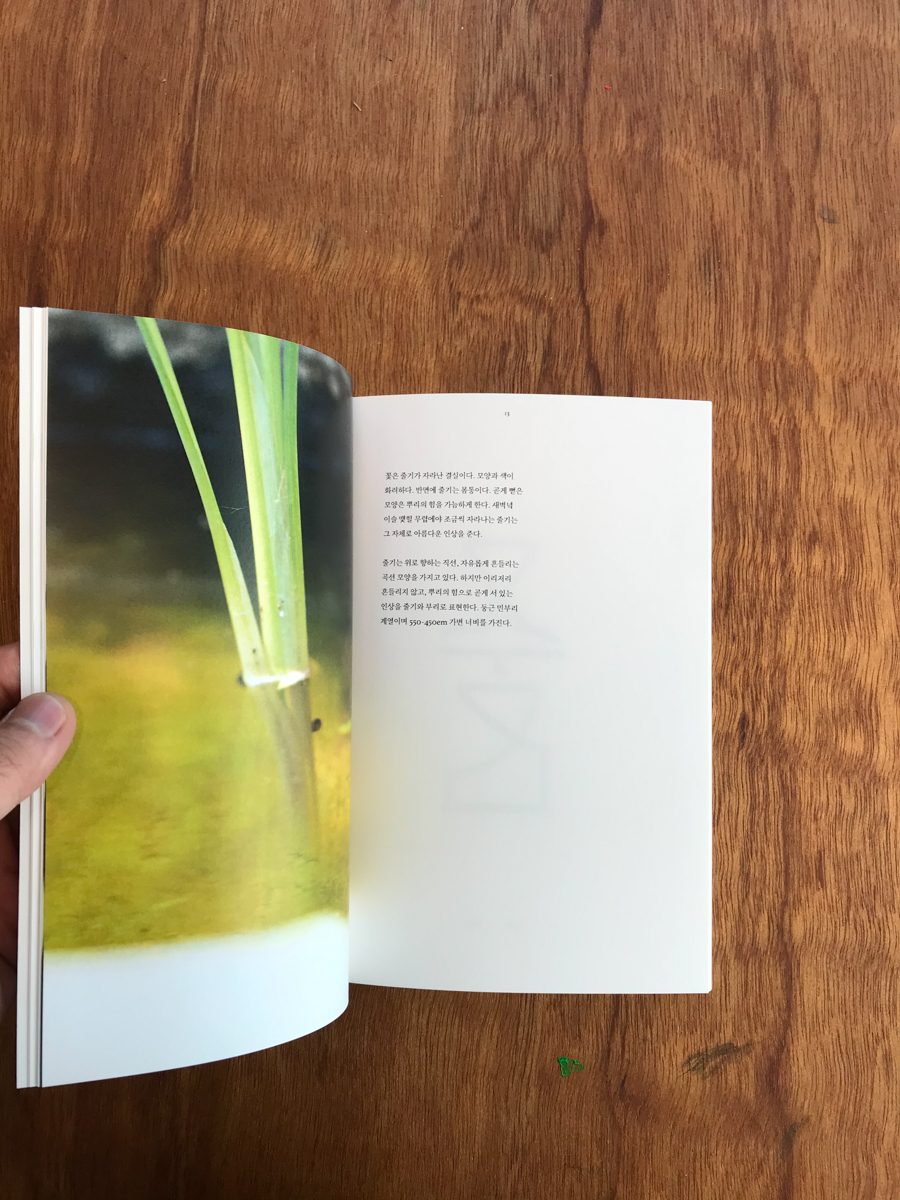 13
꽃은 줄기가 자라난 결실이다. 모양과 색이
화려하다. 반면에 줄기는 몸통이다. 곧게 뻗은
모양은 뿌리의 힘을 가늠하게 한다. 새벽녘
이슬 맺힐 무렵에야 조금씩 자라나는 줄기는
그 자체로 아름다운 인상을 준다.
줄기는 위로 향하는 직선, 자유롭게 흔들리는
곡선 모양을 가지고 있다. 하지만 이리저리
흔들리지 않고, 뿌리의 힘으로 곧게 서 있는
인상을 줄기와 부리로 표현한다. 둥근 민부리
계열이며 550-450em 가변 너비를 가진다.